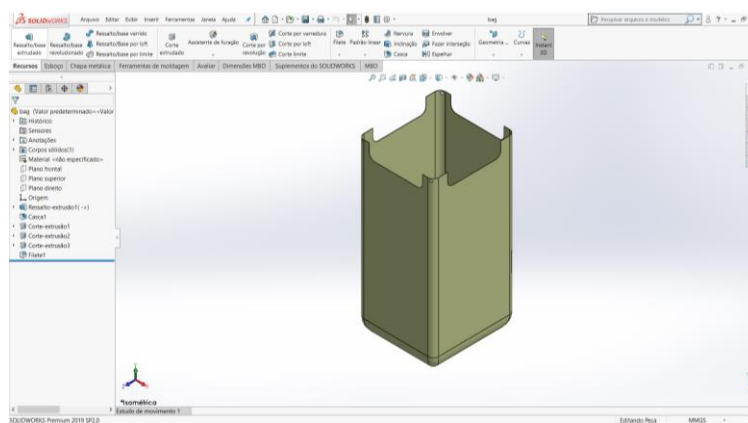 SOLIDWORKS Arquivo Editar Exibir Inserir Ferramentas Janela Ajuda bag Pesquisar arquivos e modelos
Ressalto/base extrudado
Ressalto/base revolucionado
Ressalto/base varrido
Ressalto/base por loft
Ressalto/base por limite
Corte extrudado
Assistente de furação
Corte por revolução
Corte por varredura
Corte por loft
Corte limite
Filete
Padrão linear
Nervura
Inclinação
Casca
Envolver
Fazer interseção
Espelhar
Geometria ...
Curvas
Instant 3D
Recursos Esboço Chapa metálica Ferramentas de moldagem Avaliar Dimensões MBD Suplementos do SOLIDWORKS MBD
bag (Valor predeterminado<<Valor
Histórico
Sensores
Anotações
Corpos sólidos(1)
Material <não especificado>
Plano frontal
Plano superior
Plano direito
Origem
Ressalto-extrusão1(->)
Casca1
Corte-extrusão1
Corte-extrusão2
Corte-extrusão3
Filete1
*Isométrica
Estudo de movimento 1
SOLIDWORKS Premium 2019 SP2.0 Editando Peça MMGS